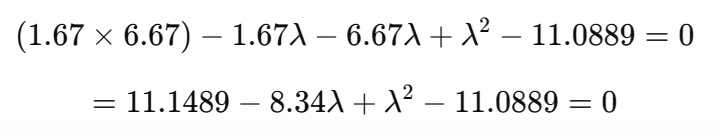 (1.67 × 6.67) − 1.67λ − 6.67λ + λ² − 11.0889 = 0
= 11.1489 − 8.34λ + λ² − 11.0889 = 0